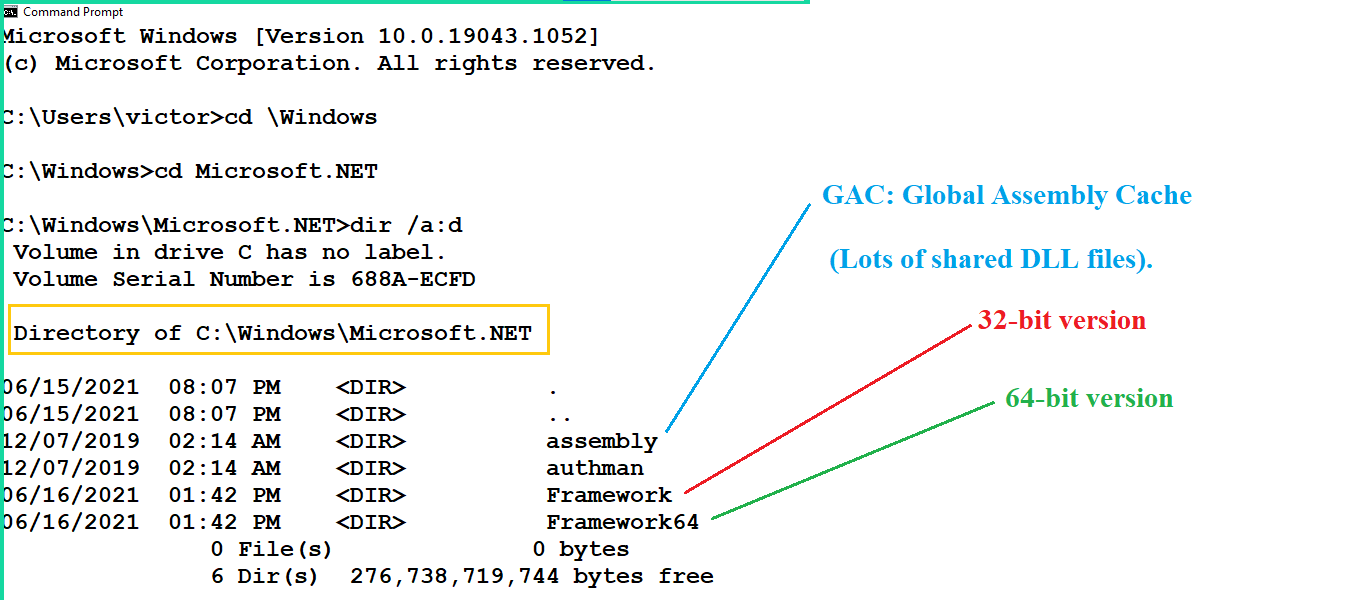 Command Prompt
Microsoft Windows [Version 10.0.19043.1052]
(c) Microsoft Corporation. All rights reserved.
C:\Users\victor>cd \Windows
C:\Windows>cd Microsoft.NET
C:\Windows\Microsoft.NET>dir /a:d
Volume in drive C has no label.
Volume Serial Number is 688A-ECFD
Directory of C:\Windows\Microsoft.NET
06/15/2021  08:07 PM    <DIR>          .
06/15/2021  08:07 PM    <DIR>          ..
12/07/2019  02:14 AM    <DIR>          assembly
12/07/2019  02:14 AM    <DIR>          authman
06/16/2021  01:42 PM    <DIR>          Framework
06/16/2021  01:42 PM    <DIR>          Framework64
0 File(s)              0 bytes
6 Dir(s)  276,738,719,744 bytes free
GAC: Global Assembly Cache
(Lots of shared DLL files).
32-bit version
64-bit version